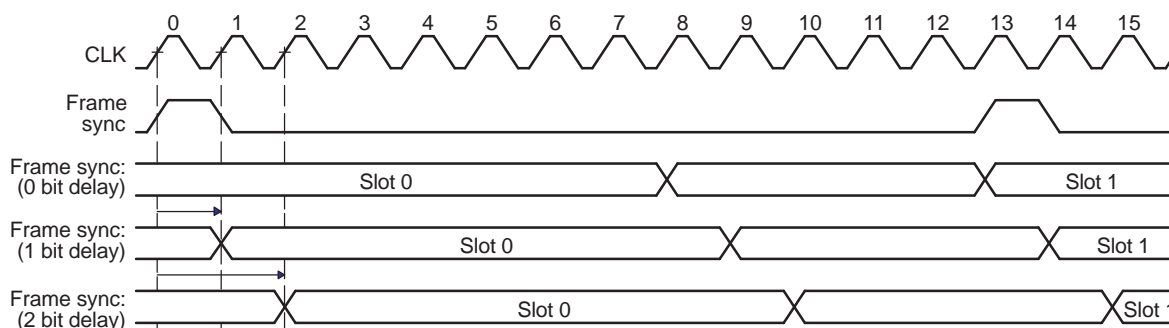 0 1 2 3 4 5 6 7 8 9 10 11 12 13 14 15
CLK
Frame
sync
Frame sync:
(0 bit delay)
Slot 0
Slot 1
Frame sync:
(1 bit delay)
Slot 0
Slot 1
Frame sync:
(2 bit delay)
Slot 0
Slot 1